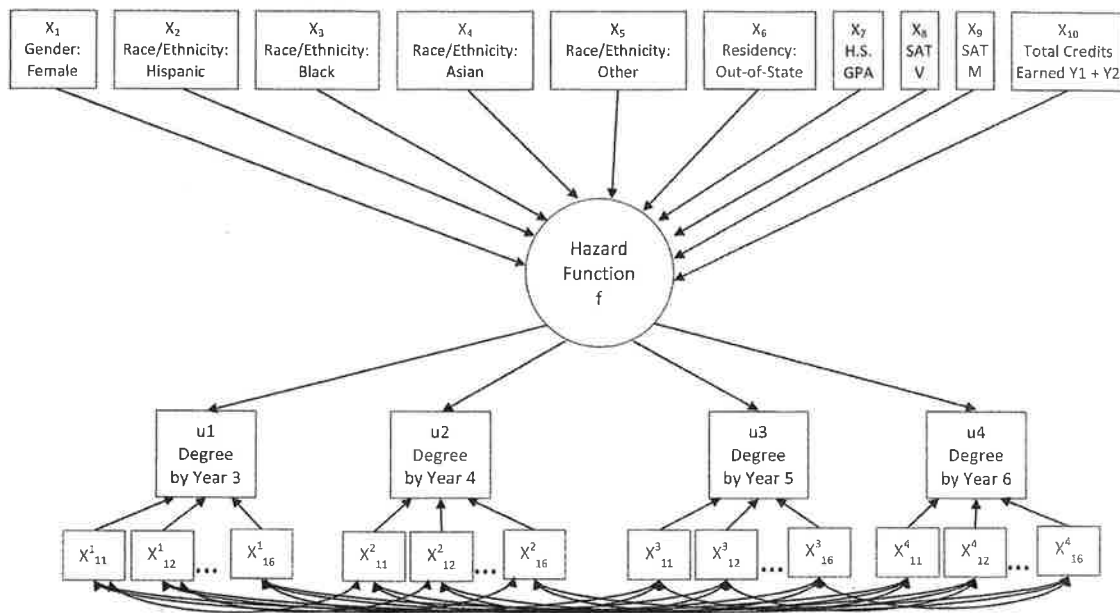 X1
Gender:
Female
X2
Race/Ethnicity:
Hispanic
X3
Race/Ethnicity:
Black
X4
Race/Ethnicity:
Asian
X5
Race/Ethnicity:
Other
X6
Residency:
Out-of-State
X7
H.S.
GPA
X8
SAT
V
X9
SAT
M
X10
Total Credits
Earned Y1 + Y2
Hazard
Function
f
u1
Degree
by Year 3
u2
Degree
by Year 4
u3
Degree
by Year 5
u4
Degree
by Year 6
X¹11 X¹12 ... X¹16 X²11 X²12 ... X²16 X³11 X³12 ... X³16 X⁴11 X⁴12 ... X⁴16